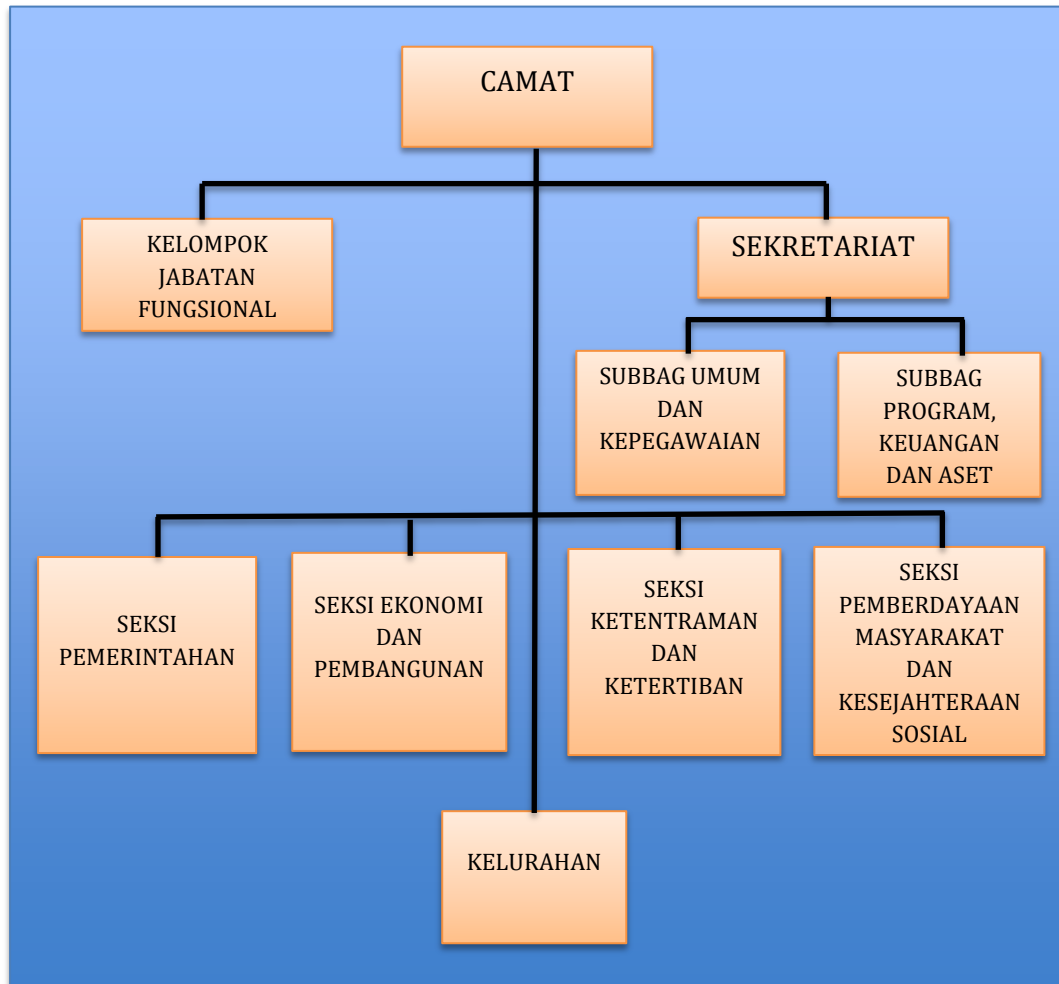 CAMAT
KELOMPOK
JABATAN
FUNGSIONAL
SEKRETARIAT
SUBBAG UMUM
DAN
KEPEGAWAIAN
SUBBAG
PROGRAM,
KEUANGAN
DAN ASET
SEKSI
PEMERINTAHAN
SEKSI EKONOMI
DAN
PEMBANGUNAN
SEKSI
KETENTRAMAN
DAN
KETERTIBAN
SEKSI
PEMBERDAYAAN
MASYARAKAT
DAN
KESEJAHTERAAN
SOSIAL
KELURAHAN